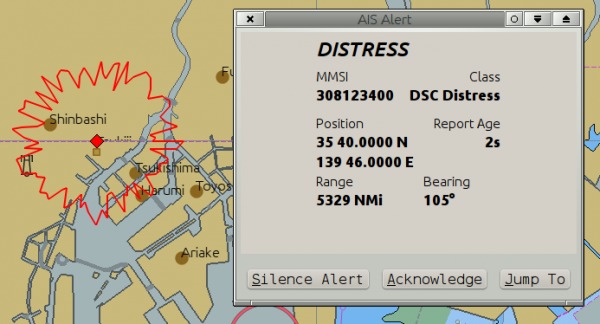 AIS Alert
DISTRESS
MMSI Class
308123400 DSC Distress
Position Report Age
35 40.0000 N 2s
139 46.0000 E
Range Bearing
5329 NMi 105°
Silence Alert Acknowledge Jump To
Fu
Shinbashi
Tsukishima
Harumi
Toyos
Ariake